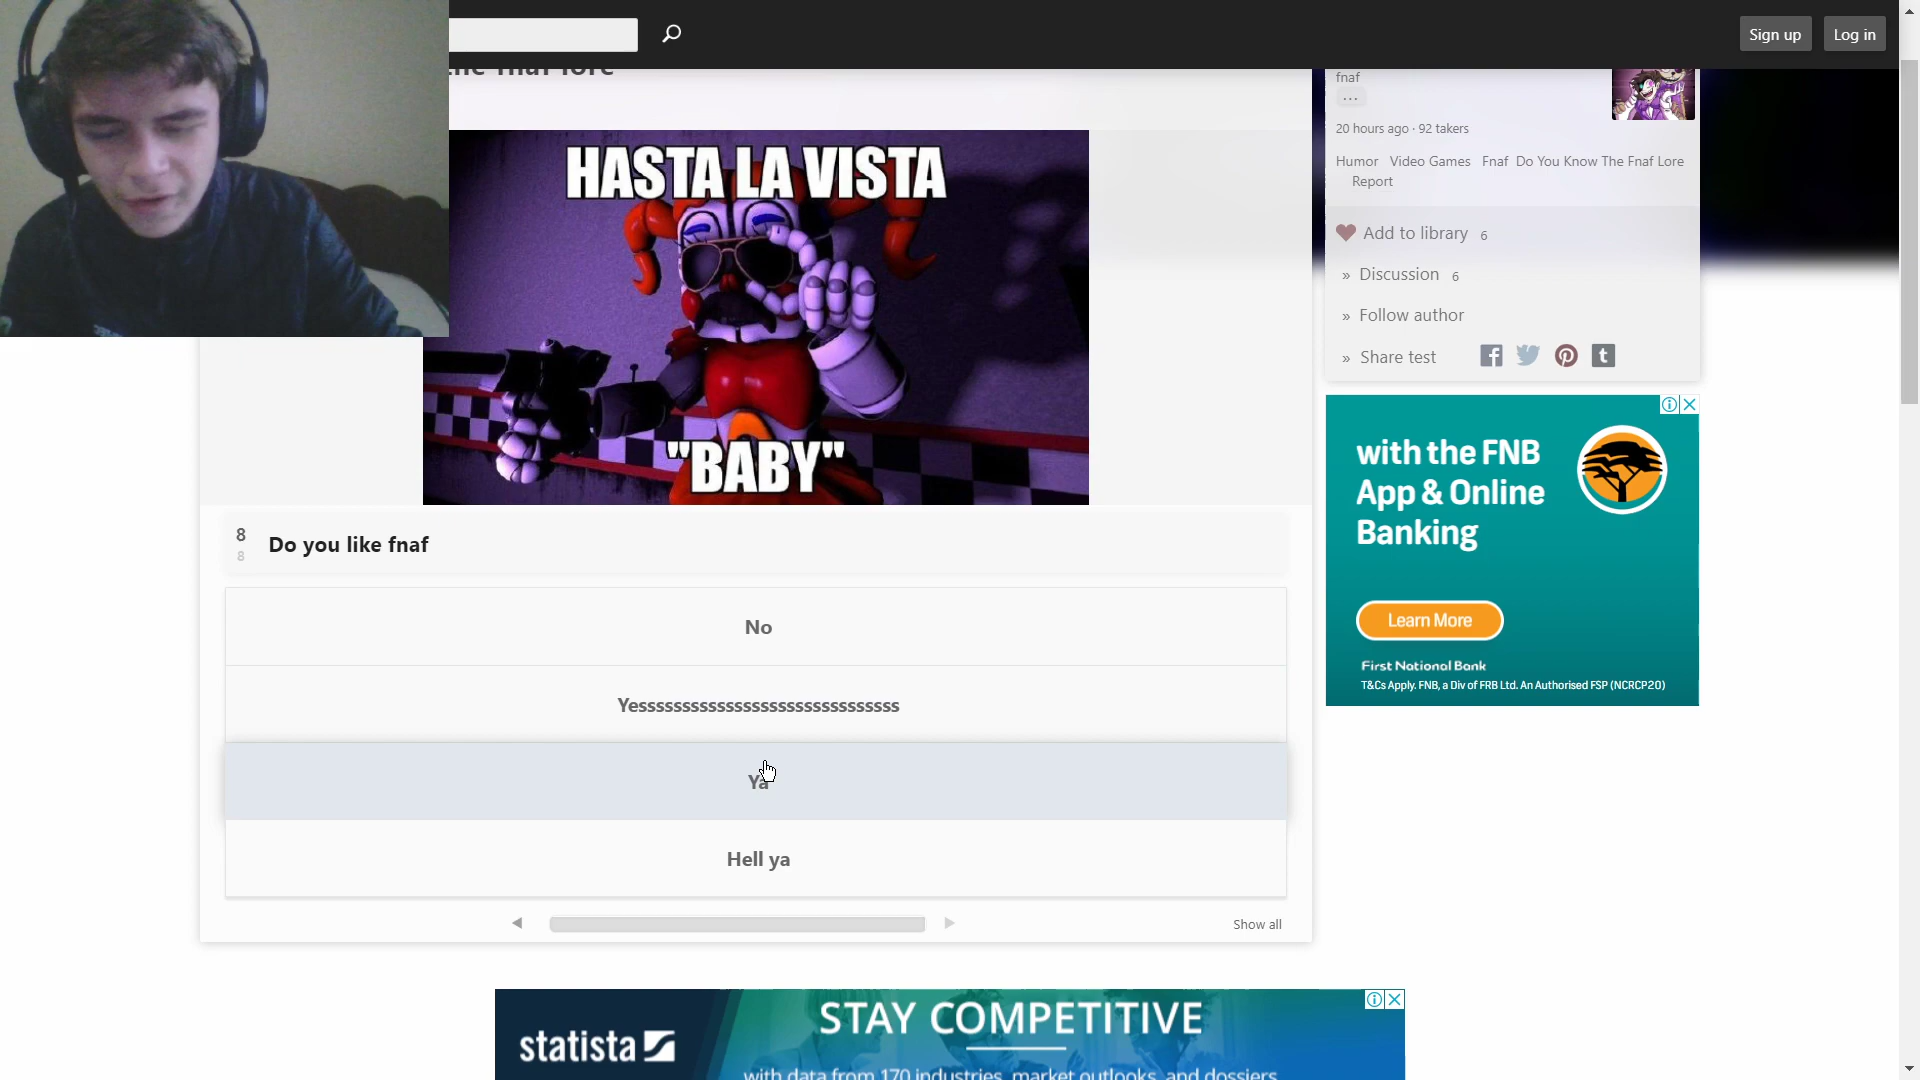 Sign up
Log in
the fnaf lore
fnaf
...
20 hours ago · 92 takers
Humor Video Games Fnaf Do You Know The Fnaf Lore
Report
Add to library 6
» Discussion 6
» Follow author
» Share test
HASTA LA VISTA
"BABY"
8
8
Do you like fnaf
No
Yesssssssssssssssssssssssssssssss
Ya
Hell ya
Show all
with the FNB
App & Online
Banking
Learn More
First National Bank
T&Cs Apply. FNB, a Div of FRB Ltd. An Authorised FSP (NCRCP20)
statista
STAY COMPETITIVE
with data from 170 industries, market outlooks, and dossiers